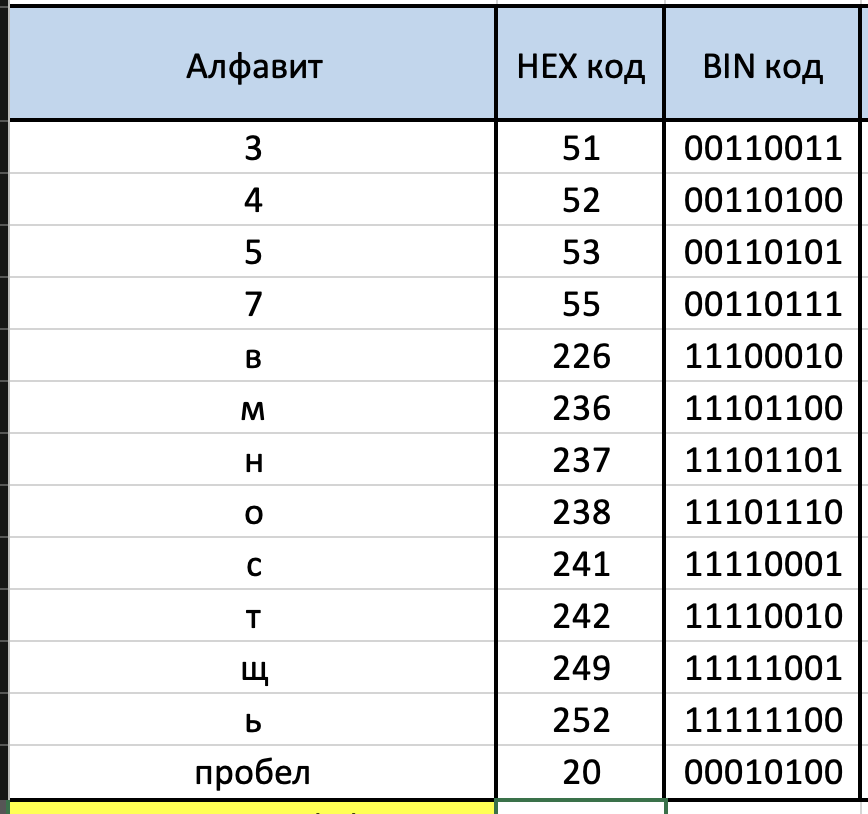 Алфавит HEX код BIN код
3 51 00110011
4 52 00110100
5 53 00110101
7 55 00110111
в 226 11100010
м 236 11101100
н 237 11101101
о 238 11101110
с 241 11110001
т 242 11110010
щ 249 11111001
ь 252 11111100
пробел 20 00010100